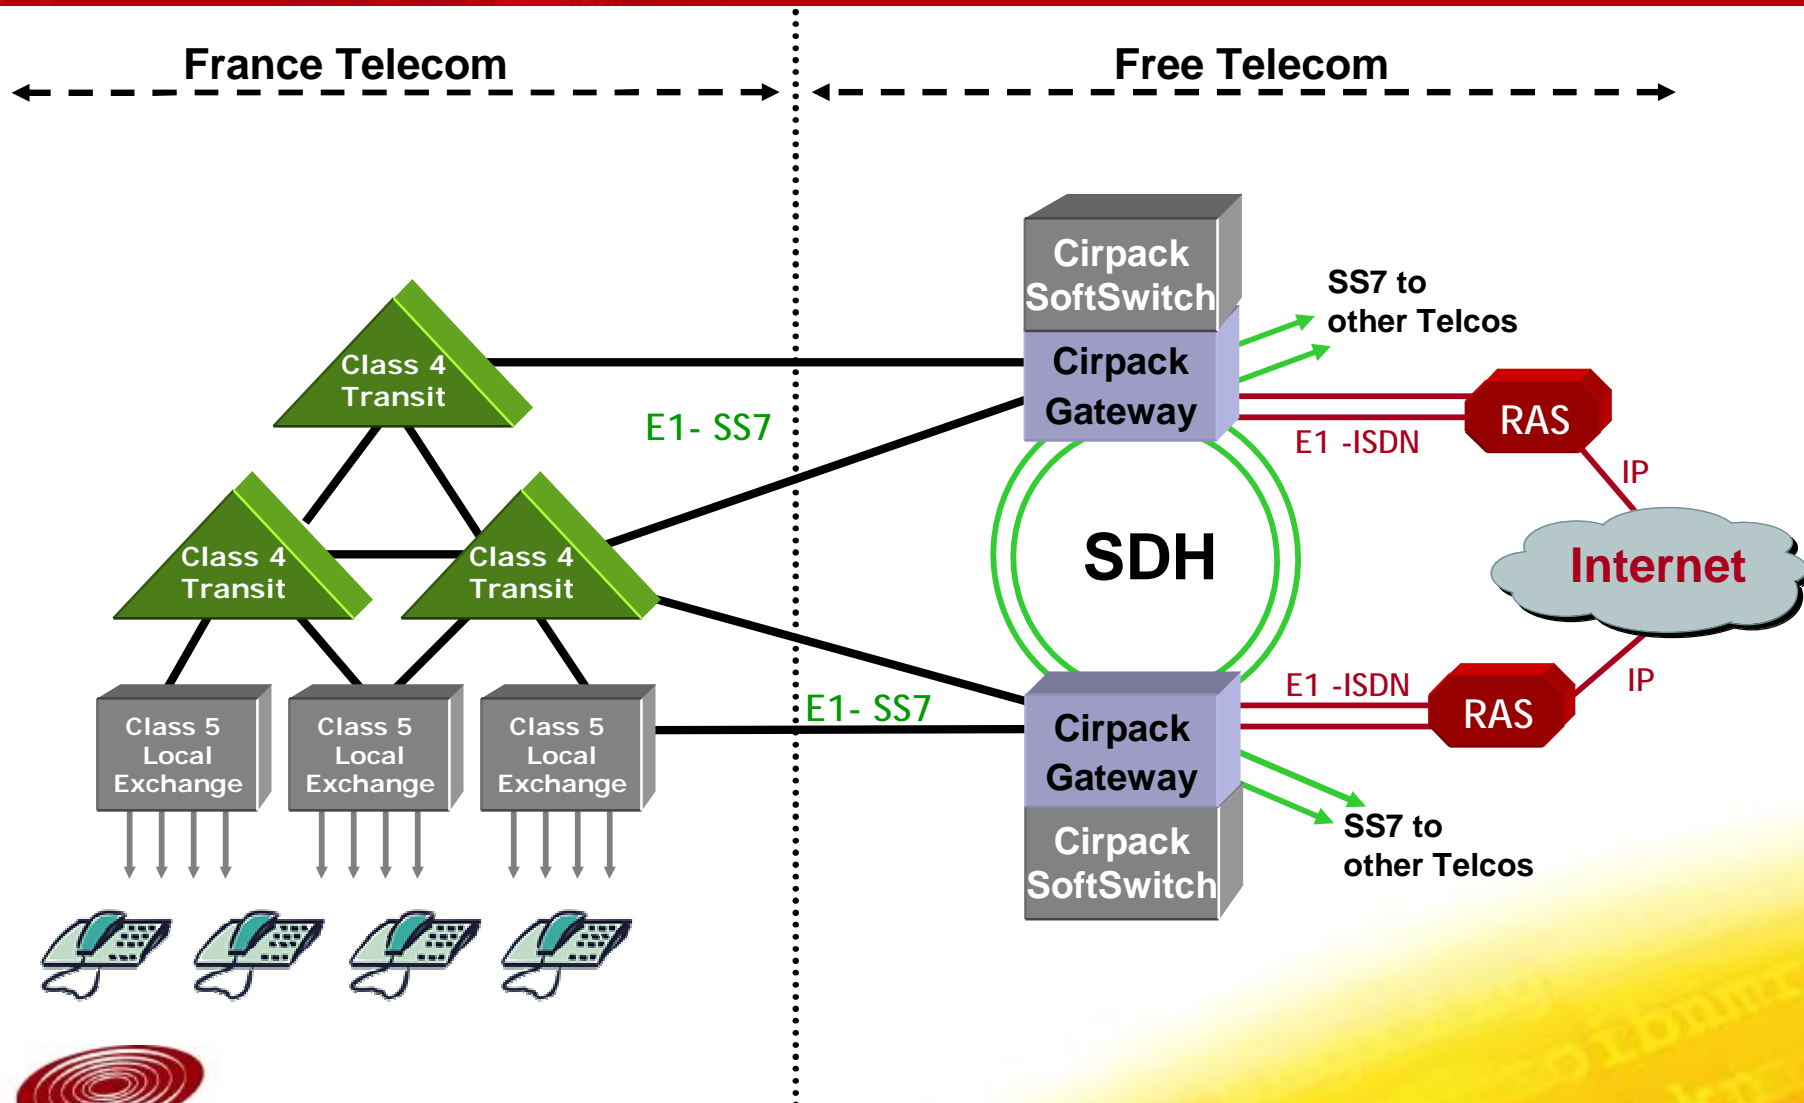 France Telecom
Free Telecom
Cirpack
SoftSwitch
SS7 to
other Telcos
Class 4
Transit
Cirpack
Gateway
E1- SS7
E1 -ISDN
RAS
IP
Class 4
Transit
Class 4
Transit
SDH
Internet
E1- SS7
E1 -ISDN
RAS
IP
Class 5
Local
Exchange
Class 5
Local
Exchange
Class 5
Local
Exchange
Cirpack
Gateway
Cirpack
SoftSwitch
SS7 to
other Telcos